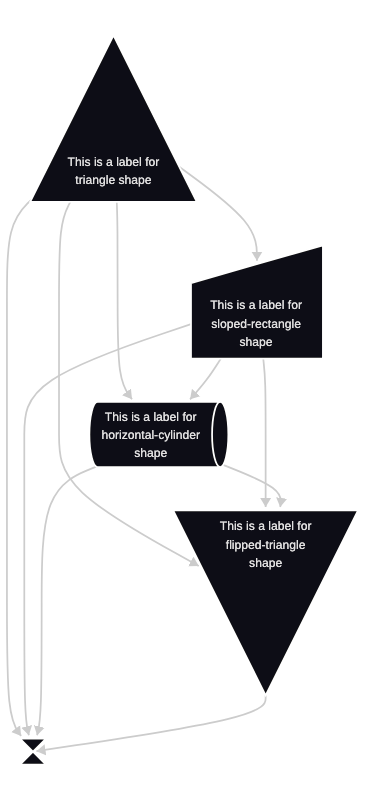 This is a label for
triangle shape
This is a label for
sloped-rectangle
shape
This is a label for
horizontal-cylinder
shape
This is a label for
flipped-triangle
shape